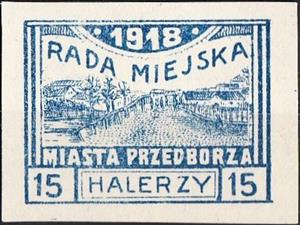 1918
RADA MIEJSKA
MIASTA PRZEDBORZA
15 HALERZY 15